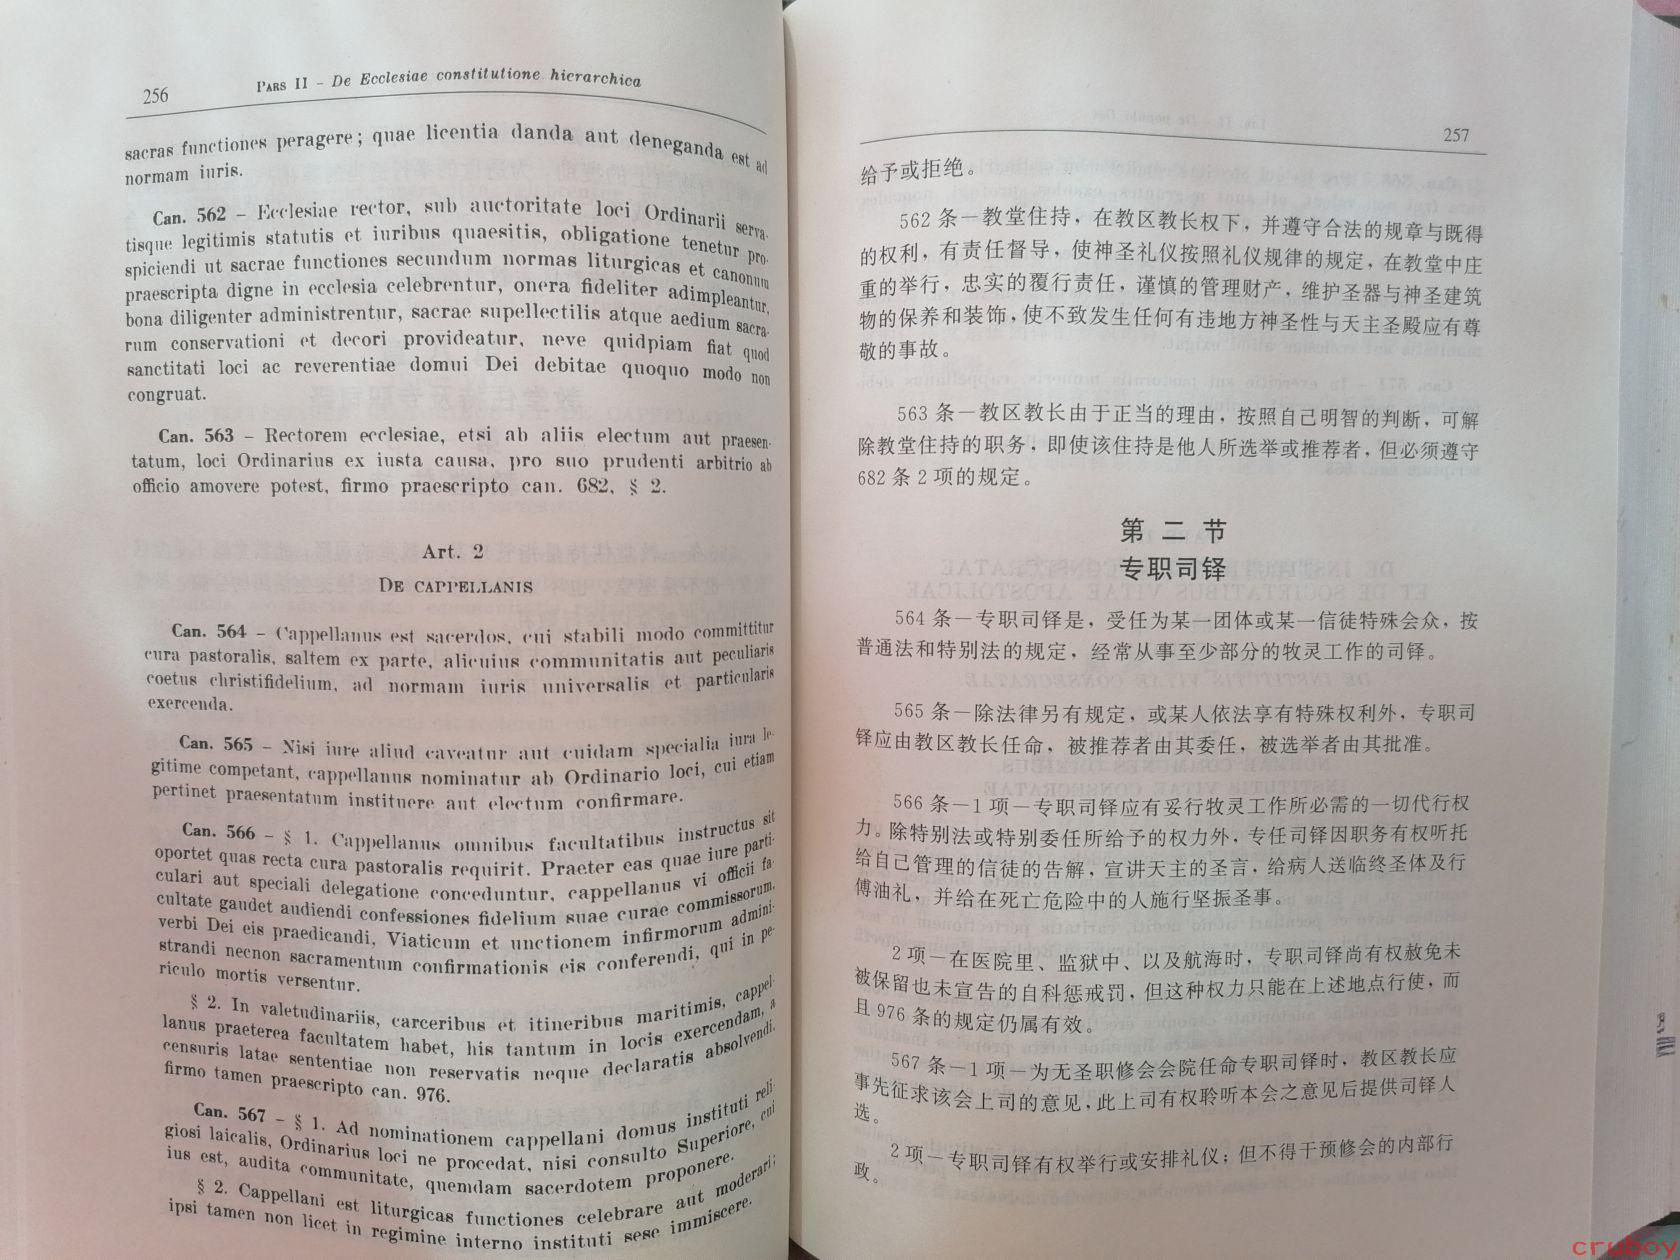 256
PARS II – De Ecclesiae constitutione hierarchica
sacras functiones peragere; quae licentia danda aut deneganda est ad
normam iuris.
Can. 562 – Ecclesiae rector, sub auctoritate loci Ordinarii serva-
tisque legitimis statutis et iuribus quaesitis, obligatione tenetur pro-
spiciendi ut sacrae functiones secundum normas liturgicas et canonum
praescripta digne in ecclesia celebrentur, onera fideliter adimpleantur,
bona diligenter administrentur, sacrae supellectilis atque aedium sacra-
rum conservationi et decori provideatur, neve quidpiam fiat quod
sanctitati loci ac reverentiae domui Dei debitae quoquo modo non
congruat.
Can. 563 – Rectorem ecclesiae, etsi ab aliis electum aut praesen-
tatum, loci Ordinarius ex iusta causa, pro suo prudenti arbitrio ab
officio amovere potest, firmo praescripto can. 682, § 2.
Art. 2
DE CAPPELLANIS
Can. 564 – Cappellanus est sacerdos, cui stabili modo committitur
cura pastoralis, saltem ex parte, alicuius communitatis aut peculiaris
coetus christifidelium, ad normam iuris universalis et particularis
exercenda.
Can. 565 – Nisi iure aliud caveatur aut cuidam specialia iura le-
gitime competant, cappellanus nominatur ab Ordinario loci, cui etiam
pertinet praesentatum instituere aut electum confirmare.
Can. 566 – § 1. Cappellanus omnibus facultatibus instructus sit
oportet quas recta cura pastoralis requirit. Praeter eas quae iure parti-
culari aut speciali delegatione conceduntur, cappellanus vi officii fa-
cultate gaudet audiendi confessiones fidelium suae curae commissorum,
verbi Dei eis praedicandi, Viaticum et unctionem infirmorum admini-
strandi necnon sacramentum confirmationis eis conferendi, qui in pe-
riculo mortis versentur.
§ 2. In valetudinariis, carceribus et itineribus maritimis, cappel-
lanus praeterea facultatem habet, his tantum in locis exercendam, a
censuris latae sententiae non reservatis neque declaratis absolvendi,
firmo tamen praescripto can. 976.
Can. 567 – § 1. Ad nominationem cappellani domus instituti reli-
giosi laicalis, Ordinarius loci ne procedat, nisi consulto Superiore, cui
ius est, audita communitate, quemdam sacerdotem proponere.
§ 2. Cappellani est liturgicas functiones celebrare aut moderari;
ipsi tamen non licet in regimine interno instituti sese immiscere.
257
给予或拒绝。
562 条－教堂住持，在教区教长权下，并遵守合法的规章与既得
的权利，有责任督导，使神圣礼仪按照礼仪规律的规定，在教堂中庄
重的举行，忠实的覆行责任，谨慎的管理财产，维护圣器与神圣建筑
物的保养和装饰，使不致发生任何有违地方神圣性与天主圣殿应有尊
敬的事故。
563 条－教区教长由于正当的理由，按照自己明智的判断，可解
除教堂住持的职务，即使该住持是他人所选举或推荐者，但必须遵守
682 条 2 项的规定。
第 二 节
专职司铎
564 条－专职司铎是，受任为某一团体或某一信徒特殊会众，按
普通法和特别法的规定，经常从事至少部分的牧灵工作的司铎。
565 条－除法律另有规定，或某人依法享有特殊权利外，专职司
铎应由教区教长任命，被推荐者由其委任，被选举者由其批准。
566 条－1 项－专职司铎应有妥行牧灵工作所必需的一切代行权
力。除特别法或特别委任所给予的权力外，专任司铎因职务有权听托
给自己管理的信徒的告解，宣讲天主的圣言，给病人送临终圣体及行
傅油礼，并给在死亡危险中的人施行坚振圣事。
2 项－在医院里、监狱中、以及航海时，专职司铎尚有权赦免未
被保留也未宣告的自科惩戒罚，但这种权力只能在上述地点行使，而
且 976 条的规定仍属有效。
567 条－1 项－为无圣职修会会院任命专职司铎时，教区教长应
事先征求该会上司的意见，此上司有权聆听本会之意见后提供司铎人
选。
2 项－专职司铎有权举行或安排礼仪；但不得干预修会的内部行
政。
cruboy